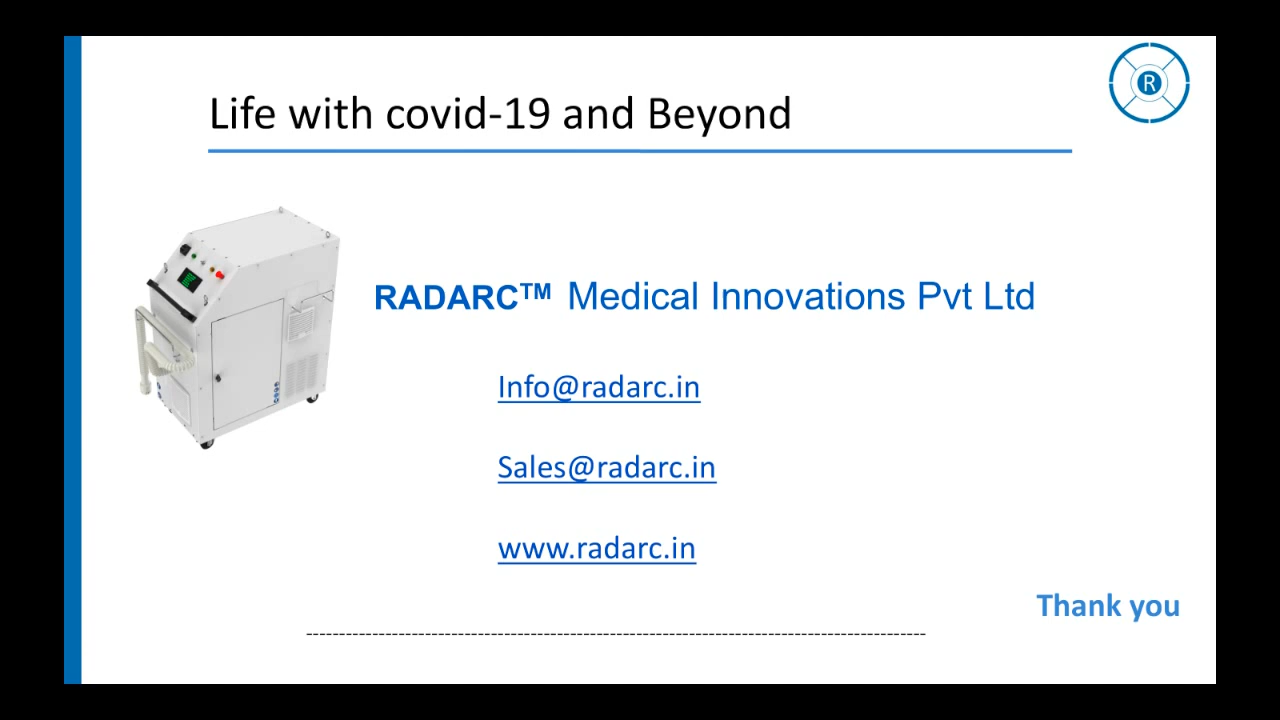 Life with covid-19 and Beyond
R
RADARC™ Medical Innovations Pvt Ltd
Info@radarc.in
Sales@radarc.in
www.radarc.in
Thank you